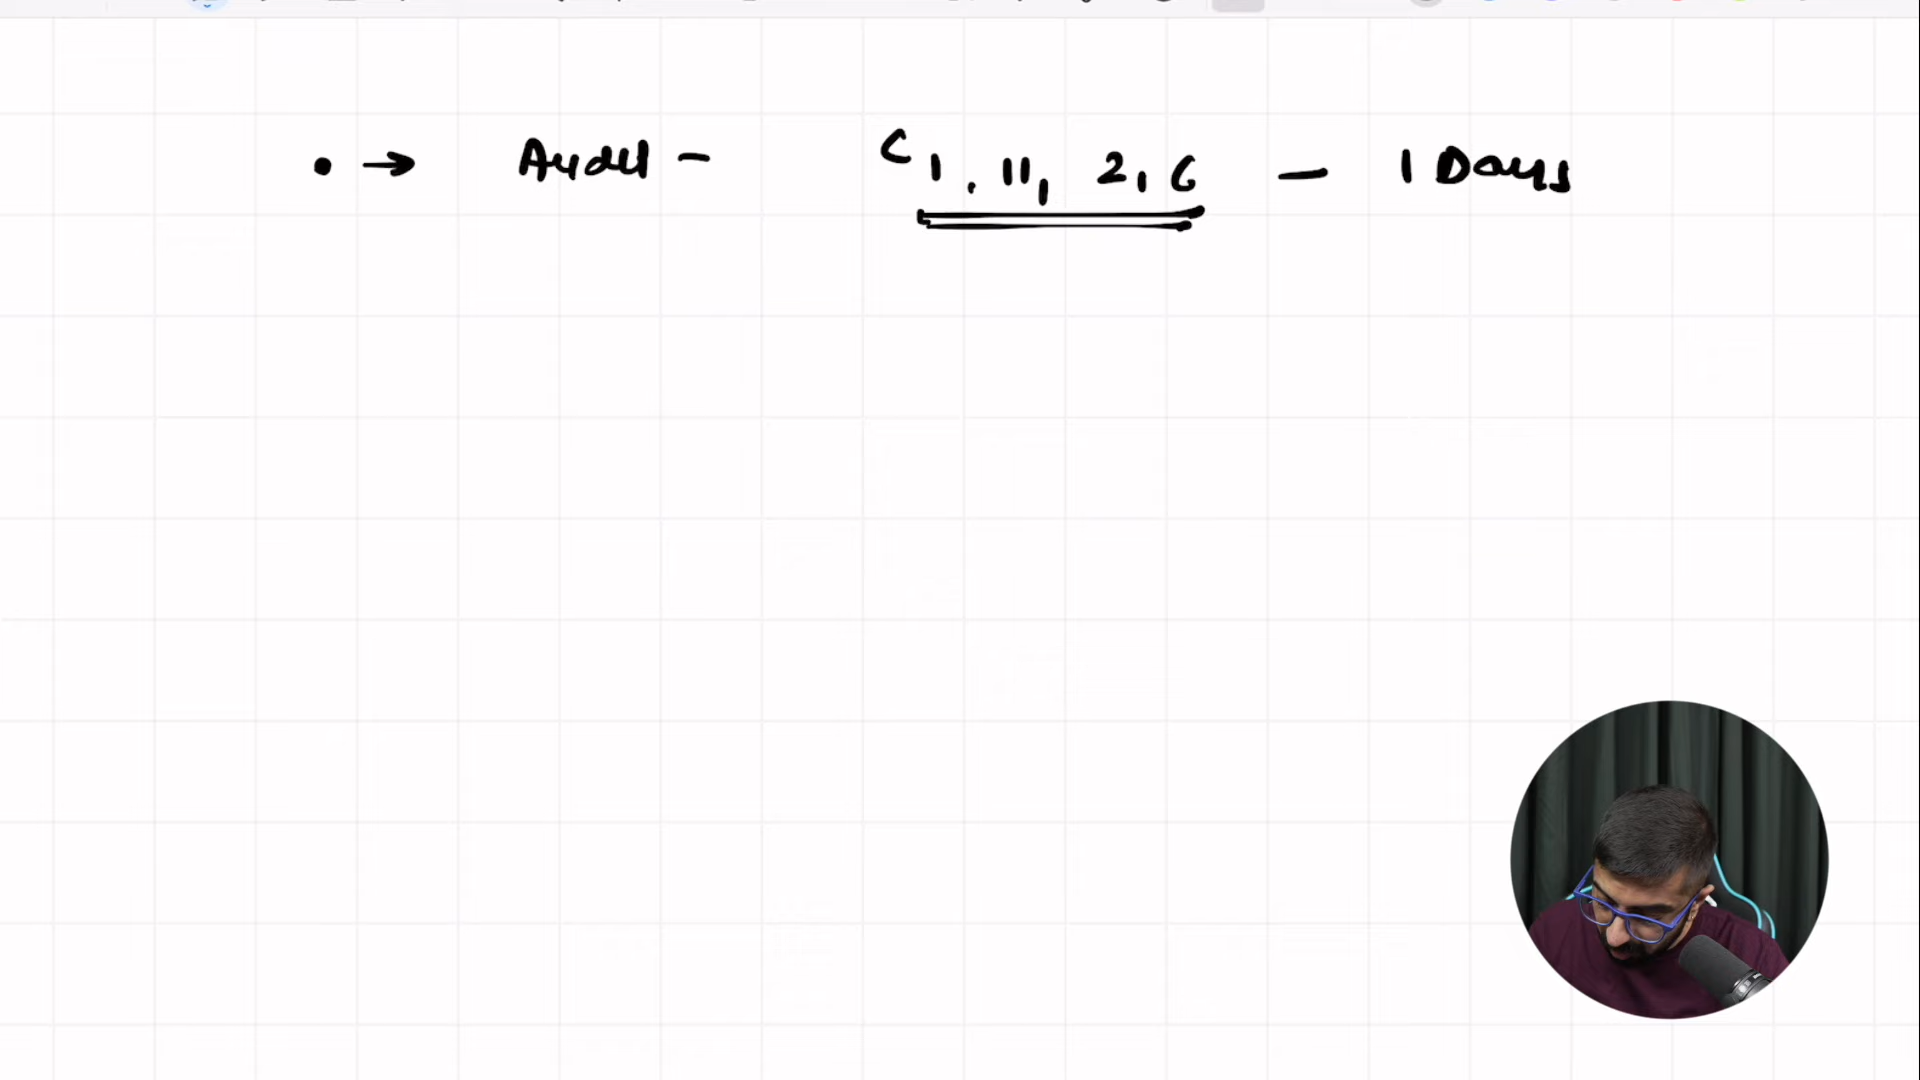 • → Audit - C 1, 11, 2, 6 - 1 Days